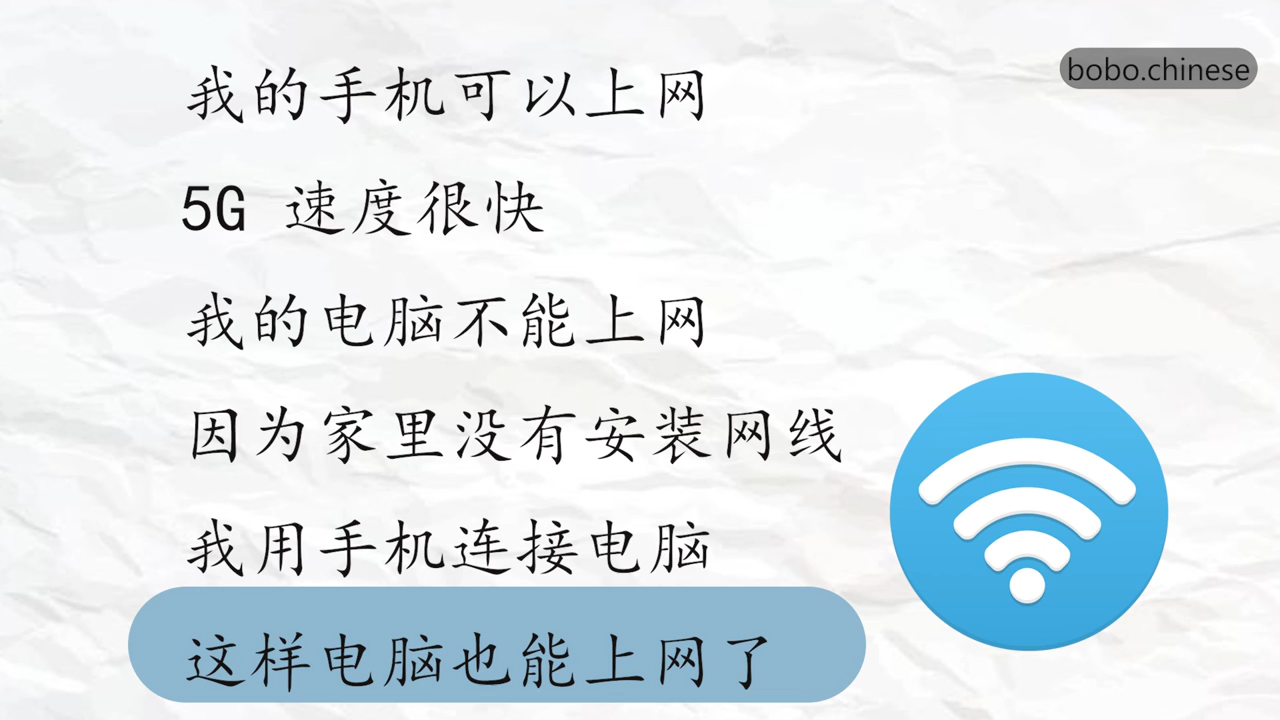 bobo.chinese
我的手机可以上网
5G 速度很快
我的电脑不能上网
因为家里没有安装网线
我用手机连接电脑
这样电脑也能上网了